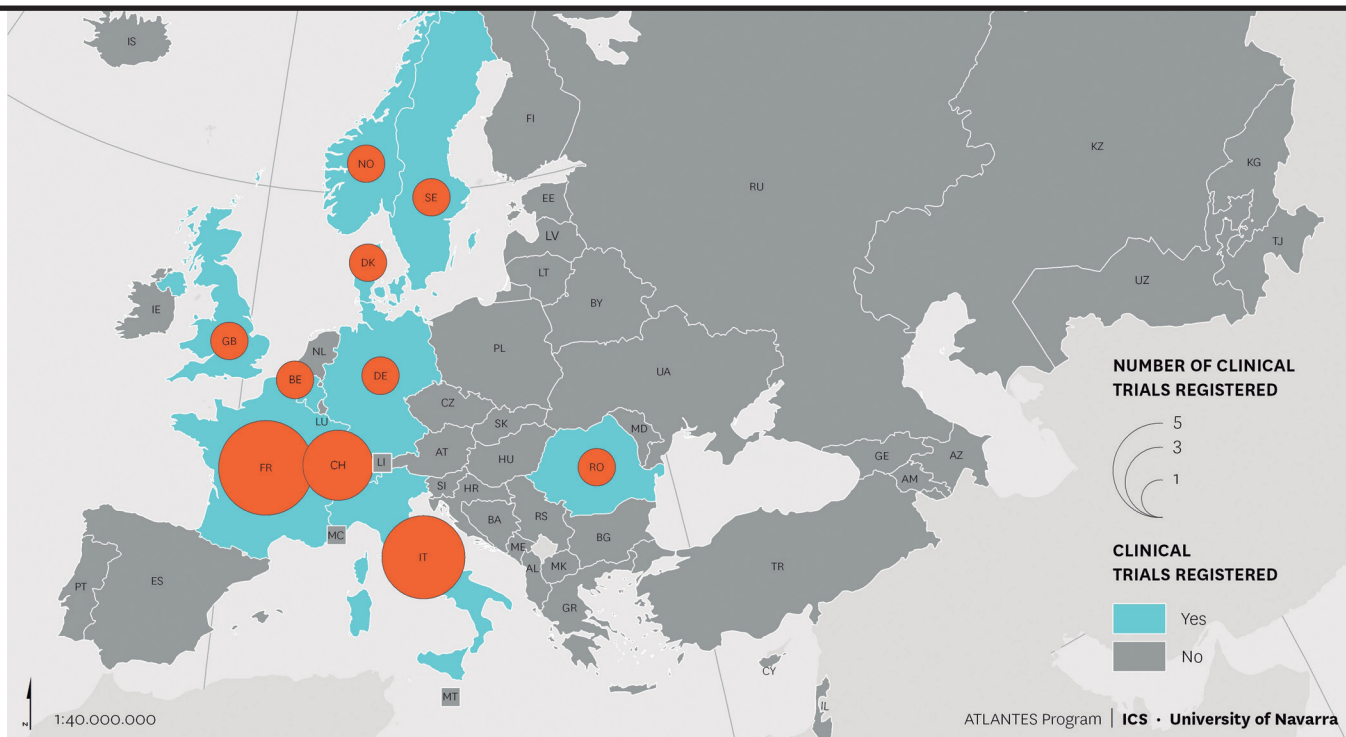 IS
FI
NO
SE
RU
KZ
KG
EE
LV
DK
LT
TJ
UZ
BY
IE
GB
NL
PL
BE
DE
UA
CZ
LU
SK
MD
FR
CH
LI
AT
HU
RO
GE
AZ
SI
HR
AM
BA
RS
MC
ME
BG
IT
AL
MK
TR
PT
ES
GR
CY
MT
IL
NUMBER OF CLINICAL
TRIALS REGISTERED
5
3
1
CLINICAL
TRIALS REGISTERED
Yes
No
N
1:40.000.000
ATLANTES Program | ICS · University of Navarra